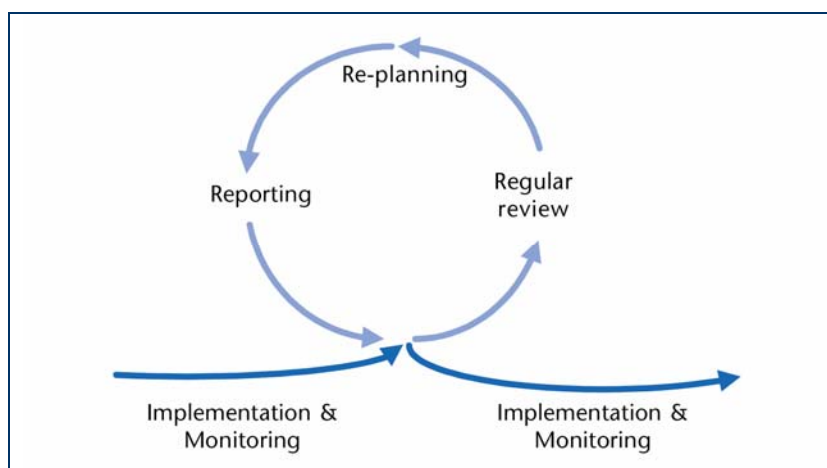 Re-planning
Reporting
Regular
review
Implementation &
Monitoring
Implementation &
Monitoring